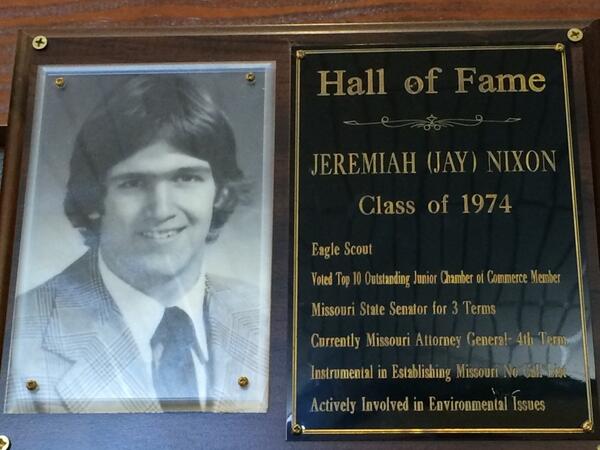 Hall of Fame
JEREMIAH (JAY) NIXON
Class of 1974
Eagle Scout
Voted Top 10 Outstanding Junior Chamber of Commerce Member
Missouri State Senator for 3 Terms
Currently Missouri Attorney General- 4th Term
Instrumental in Establishing Missouri No Call List
Actively Involved in Environmental Issues